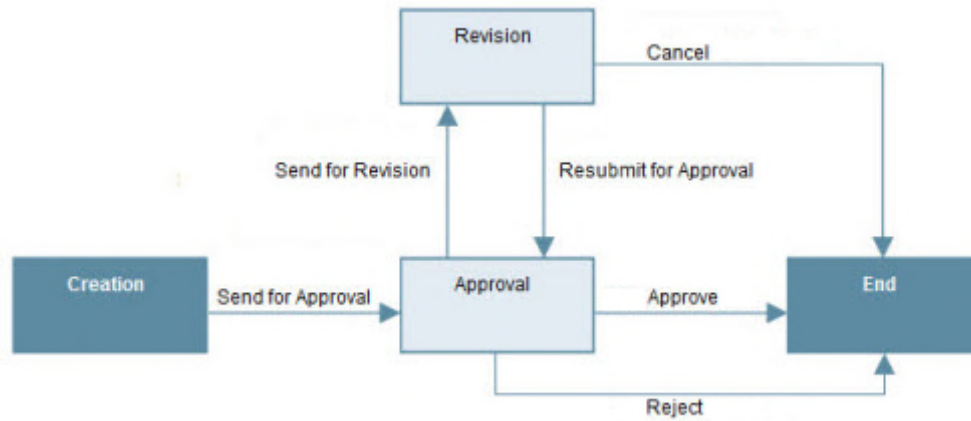 Revision
Cancel
Send for Revision
Resubmit for Approval
Creation
Send for Approval
Approval
Approve
End
Reject